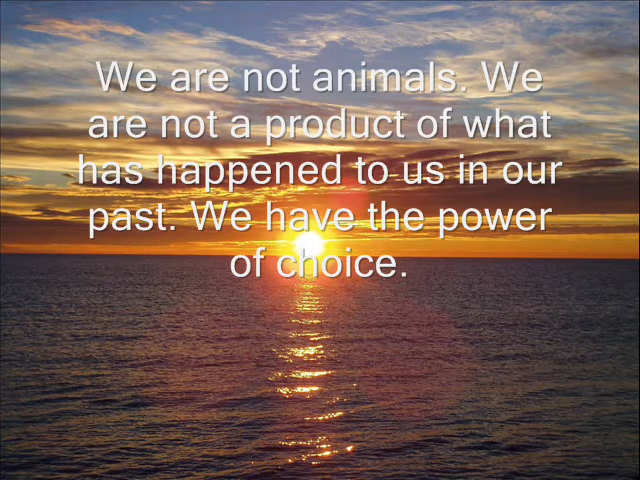 We are not animals. We
are not a product of what
has happened to us in our
past. We have the power
of choice.